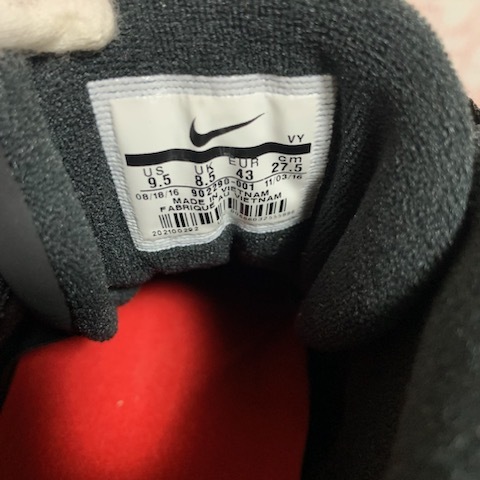 VY
US UK EUR cm
9.5 8.5 43 27.5
08/18/16 902290-001 11/03/16
MADE IN VIETNAM
FABRIQUE AU VIETNAM
202100292